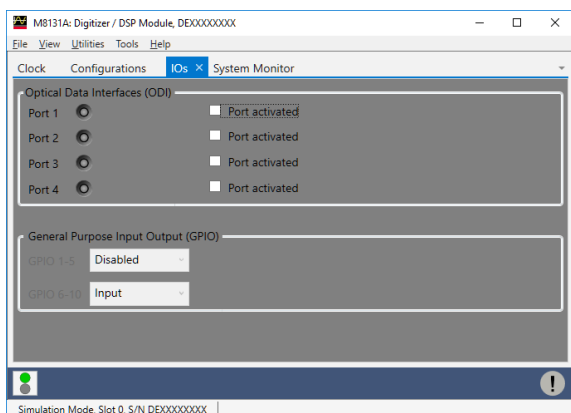 M8131A: Digitizer / DSP Module, DEXXXXXXXX
File View Utilities Tools Help
Clock Configurations IOs × System Monitor
Optical Data Interfaces (ODI)
Port 1 Port activated
Port 2 Port activated
Port 3 Port activated
Port 4 Port activated
General Purpose Input Output (GPIO)
GPIO 1-5 Disabled
GPIO 6-10 Input
Simulation Mode, Slot 0, S/N DEXXXXXXXX